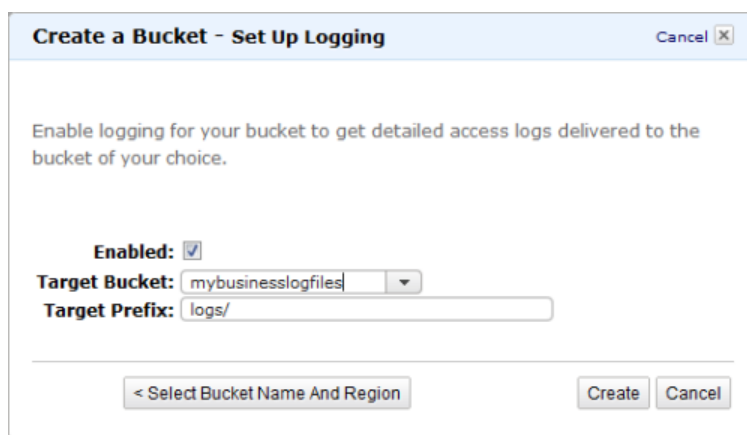 Create a Bucket - Set Up Logging Cancel
Enable logging for your bucket to get detailed access logs delivered to the
bucket of your choice.
Enabled:
Target Bucket: mybusinesslogfiles
Target Prefix: logs/
< Select Bucket Name And Region Create Cancel